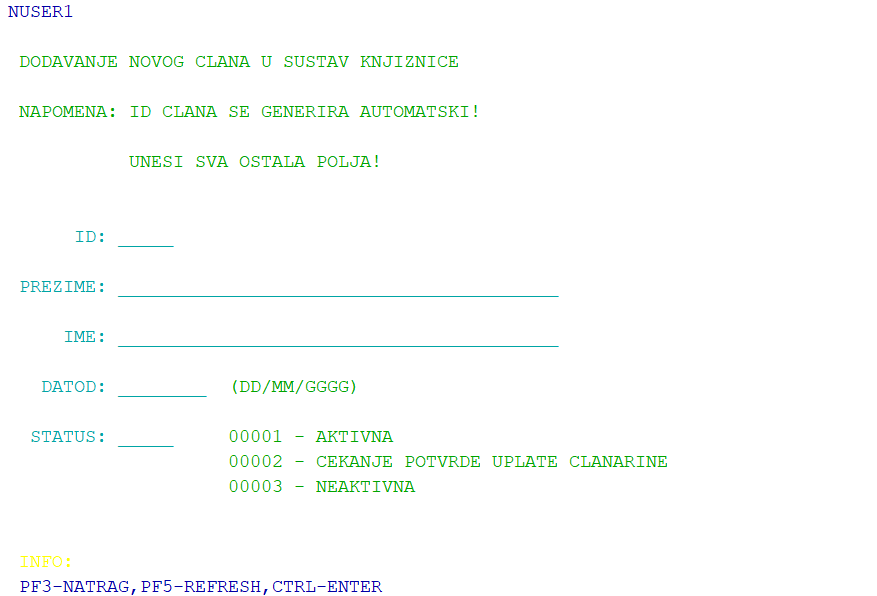 NUSER1
DODAVANJE NOVOG CLANA U SUSTAV KNJIZNICE
NAPOMENA: ID CLANA SE GENERIRA AUTOMATSKI!
UNESI SVA OSTALA POLJA!
ID: _____
PREZIME: ________________________________________
IME: ________________________________________
DATOD: ________ (DD/MM/GGGG)
STATUS: _____ 00001 - AKTIVNA
00002 - CEKANJE POTVRDE UPLATE CLANARINE
00003 - NEAKTIVNA
INFO:
PF3-NATRAG,PF5-REFRESH,CTRL-ENTER